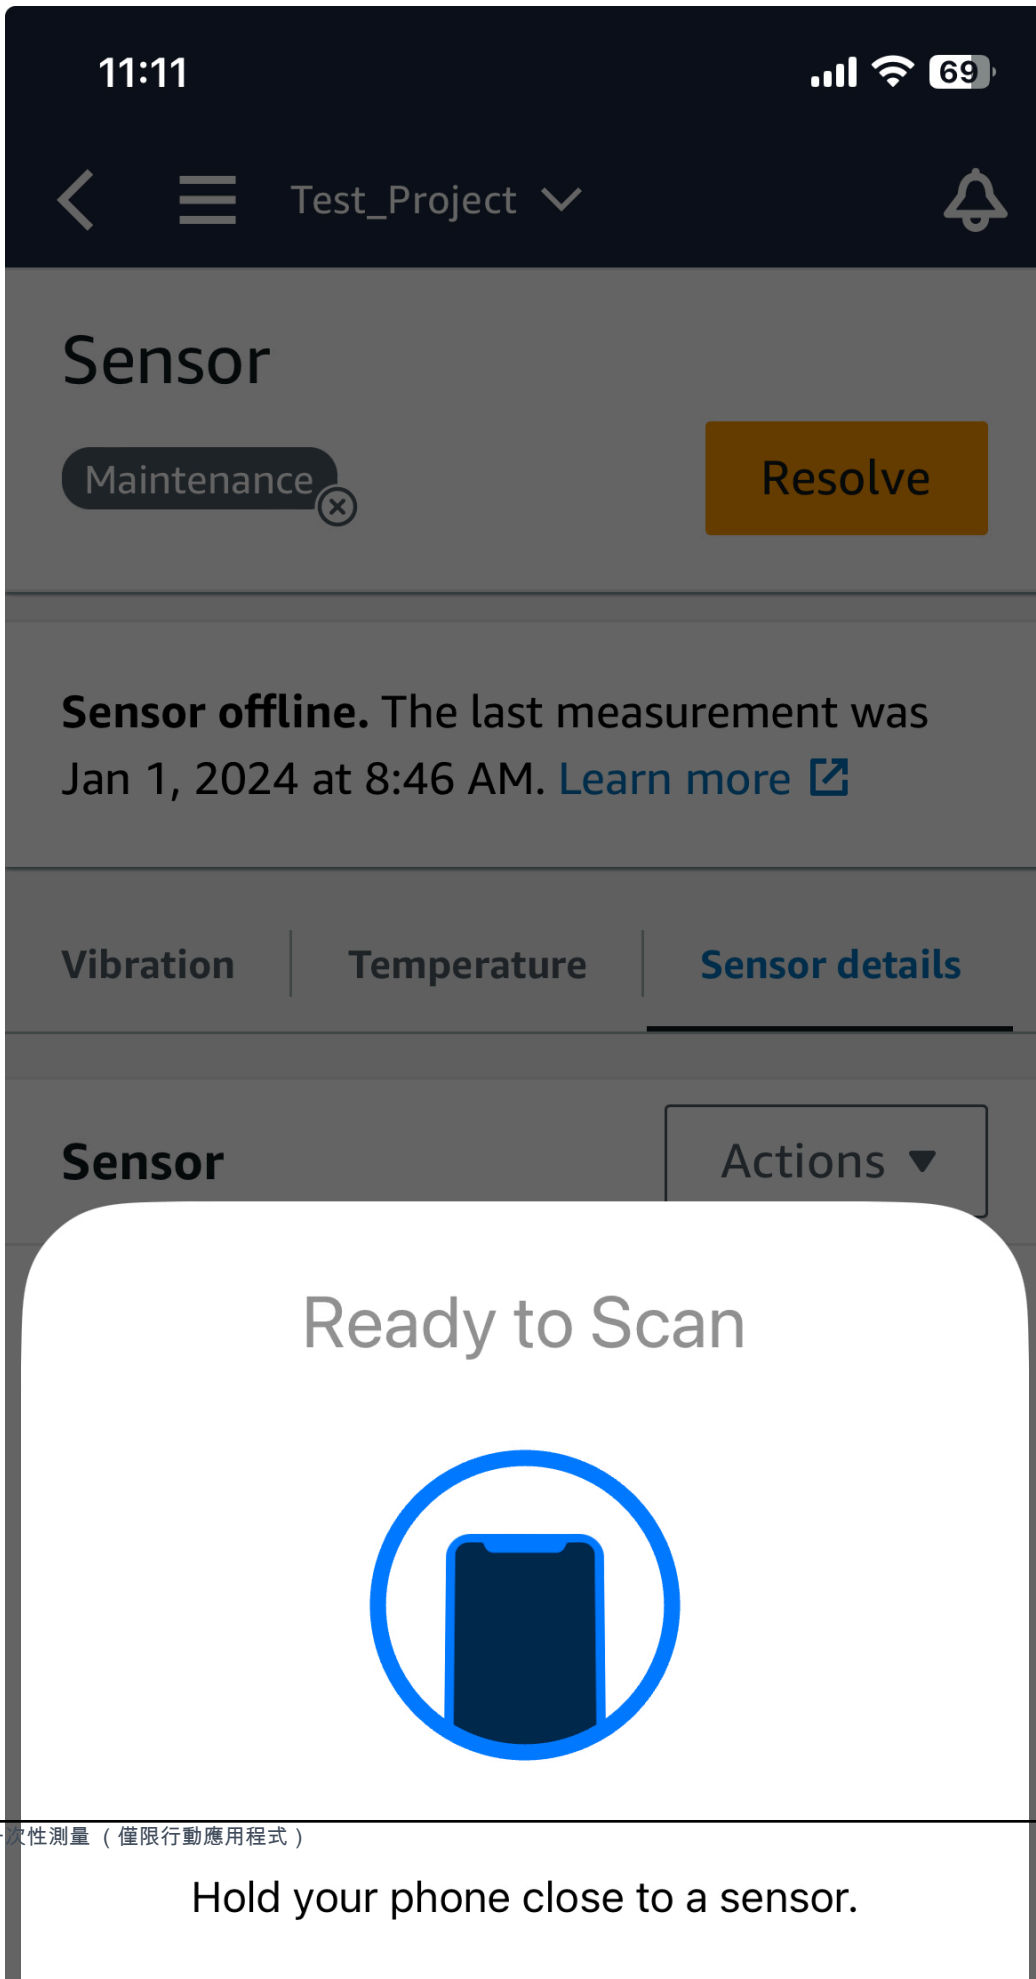 11:11
69
Test_Project
Sensor
Maintenance
Resolve
Sensor offline. The last measurement was
Jan 1, 2024 at 8:46 AM. Learn more
Vibration
Temperature
Sensor details
Sensor
Actions
Ready to Scan
次性測量 （僅限行動應用程式）
Hold your phone close to a sensor.